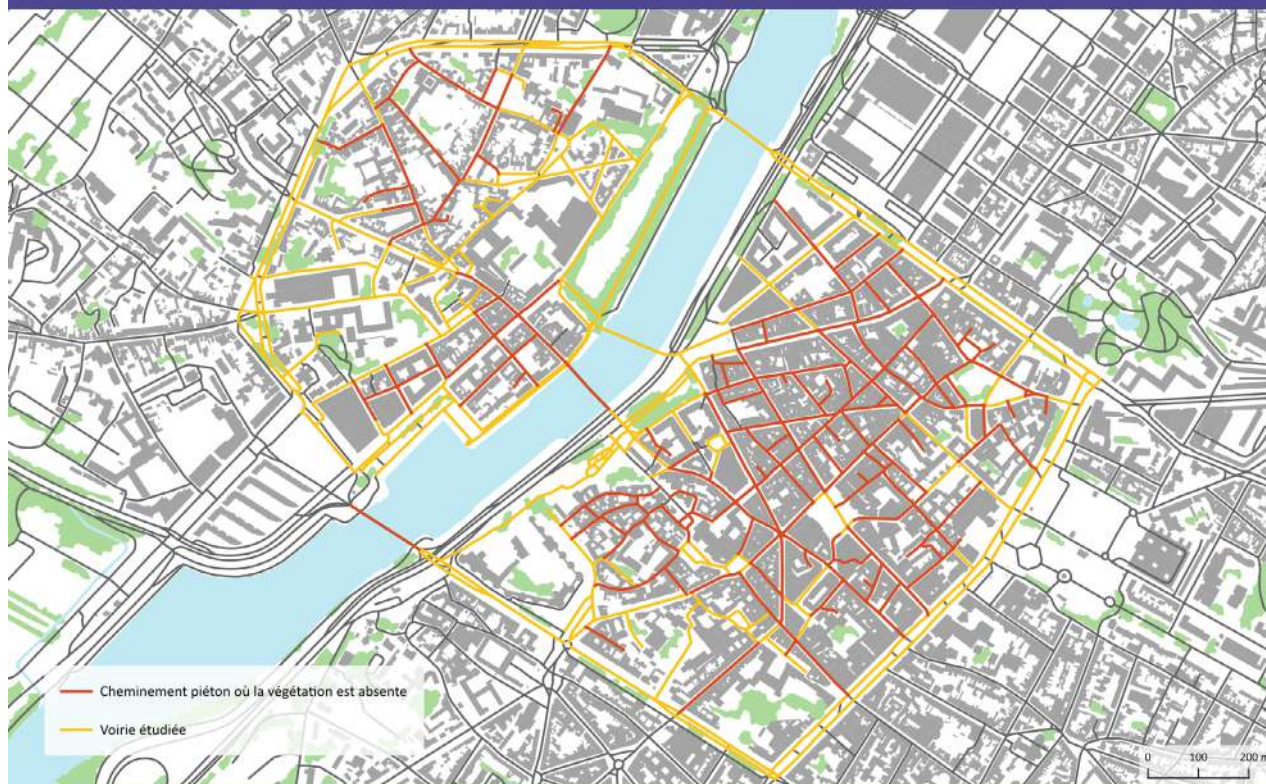 Cheminement piéton où la végétation est absente
Voirie étudiée
0 100 200 m